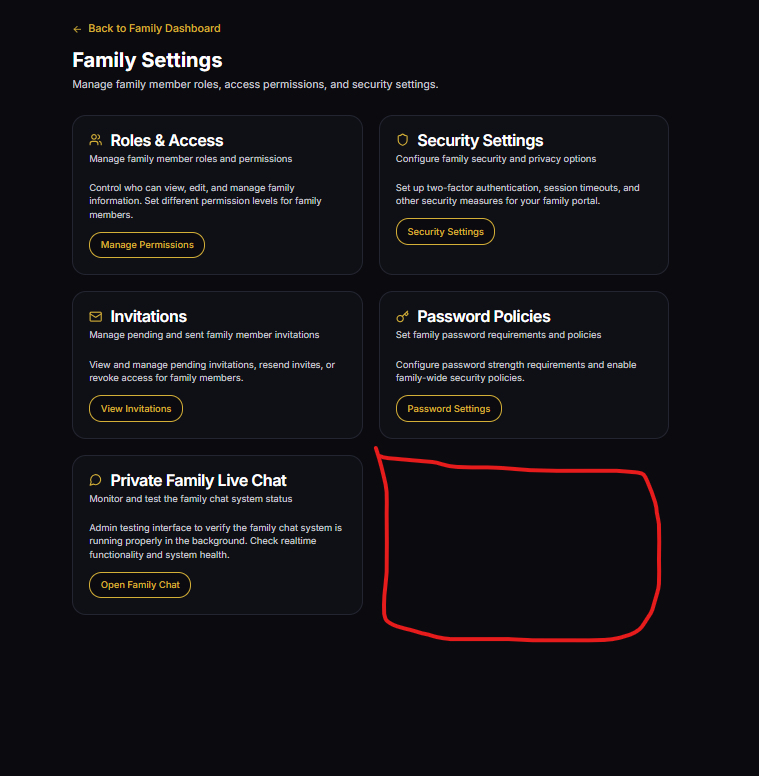 ← Back to Family Dashboard
Family Settings
Manage family member roles, access permissions, and security settings.
Roles & Access
Manage family member roles and permissions
Control who can view, edit, and manage family
information. Set different permission levels for family
members.
Manage Permissions
Security Settings
Configure family security and privacy options
Set up two-factor authentication, session timeouts, and
other security measures for your family portal.
Security Settings
Invitations
Manage pending and sent family member invitations
View and manage pending invitations, resend invites, or
revoke access for family members.
View Invitations
Password Policies
Set family password requirements and policies
Configure password strength requirements and enable
family-wide security policies.
Password Settings
Private Family Live Chat
Monitor and test the family chat system status
Admin testing interface to verify the family chat system is
running properly in the background. Check realtime
functionality and system health.
Open Family Chat